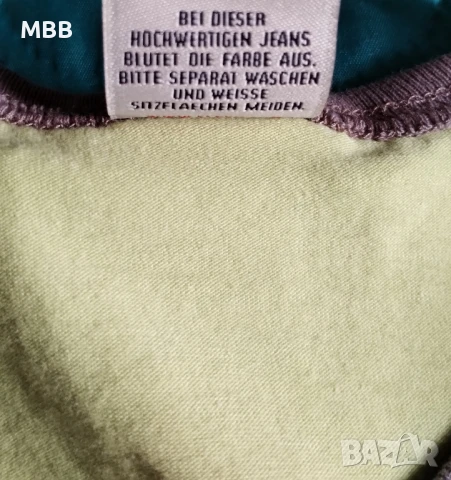 MBB
BEI DIESER
HOCHWERTIGEN JEANS
BLUTET DIE FARBE AUS.
BITTE SEPARAT WASCHEN
UND WEISSE
SITZFLAECHEN MEIDEN.
BAZAR